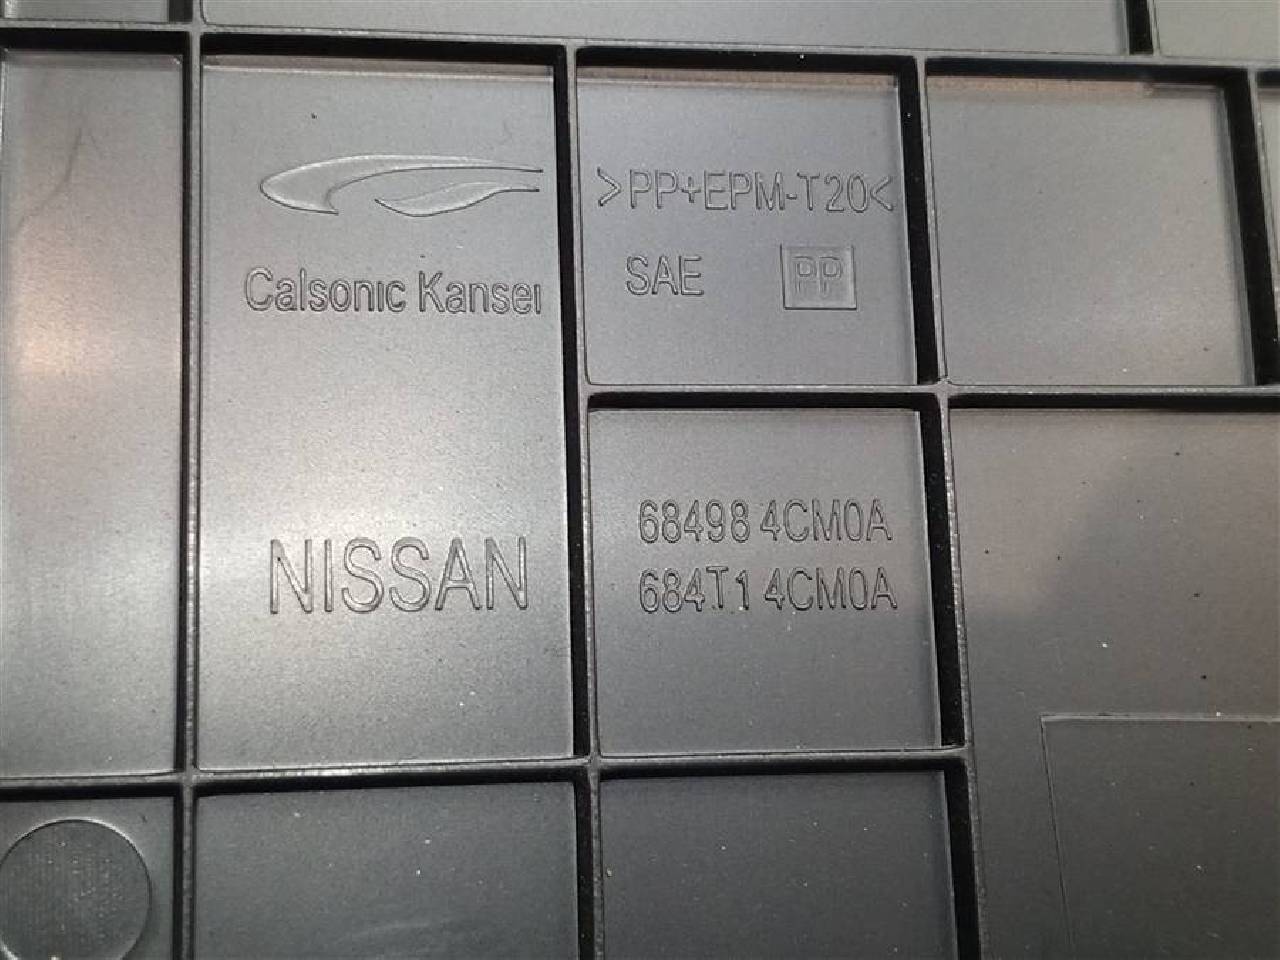 Calsonic Kansei
NISSAN
>PP+EPM-T20<
SAE PP
68498 4CM0A
684T1 4CM0A